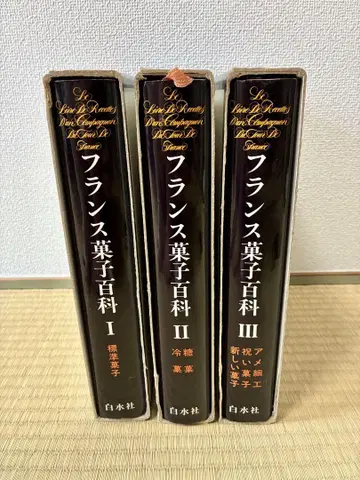 Le
Livre De Recettes
D'un Compagnon
Du Tour De
France
フランス菓子百科 I
標準菓子
白水社
Le
Livre De Recettes
D'un Compagnon
Du Tour De
France
フランス菓子百科 II
糖菓
冷菓
白水社
Le
Livre De Recettes
D'un Compagnon
Du Tour De
France
フランス菓子百科 III
アメ細工
祝い菓子
新しい菓子
白水社